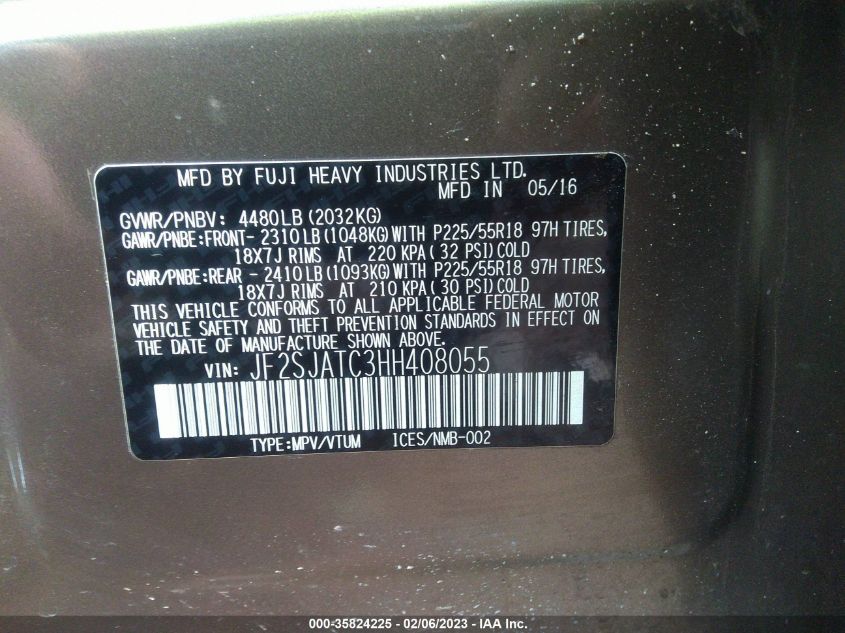 MFD BY FUJI HEAVY INDUSTRIES LTD.
MFD IN 05/16
GVWR/PNBV: 4480LB(2032KG)
GAWR/PNBE:FRONT- 2310LB(1048KG)WITH P225/55R18 97H TIRES,
18X7J RIMS AT 220 KPA(32 PSI)COLD
GAWR/PNBE:REAR - 2410LB(1093KG)WITH P225/55R18 97H TIRES,
18X7J RIMS AT 210 KPA(30 PSI)COLD
THIS VEHICLE CONFORMS TO ALL APPLICABLE FEDERAL MOTOR
VEHICLE SAFETY AND THEFT PREVENTION STANDARDS IN EFFECT ON
THE DATE OF MANUFACTURE SHOWN ABOVE.
VIN: JF2SJATC3HH408055
TYPE:MPV/VTUM ICES/NMB-002
000-35824225 - 02/06/2023 - IAA Inc.